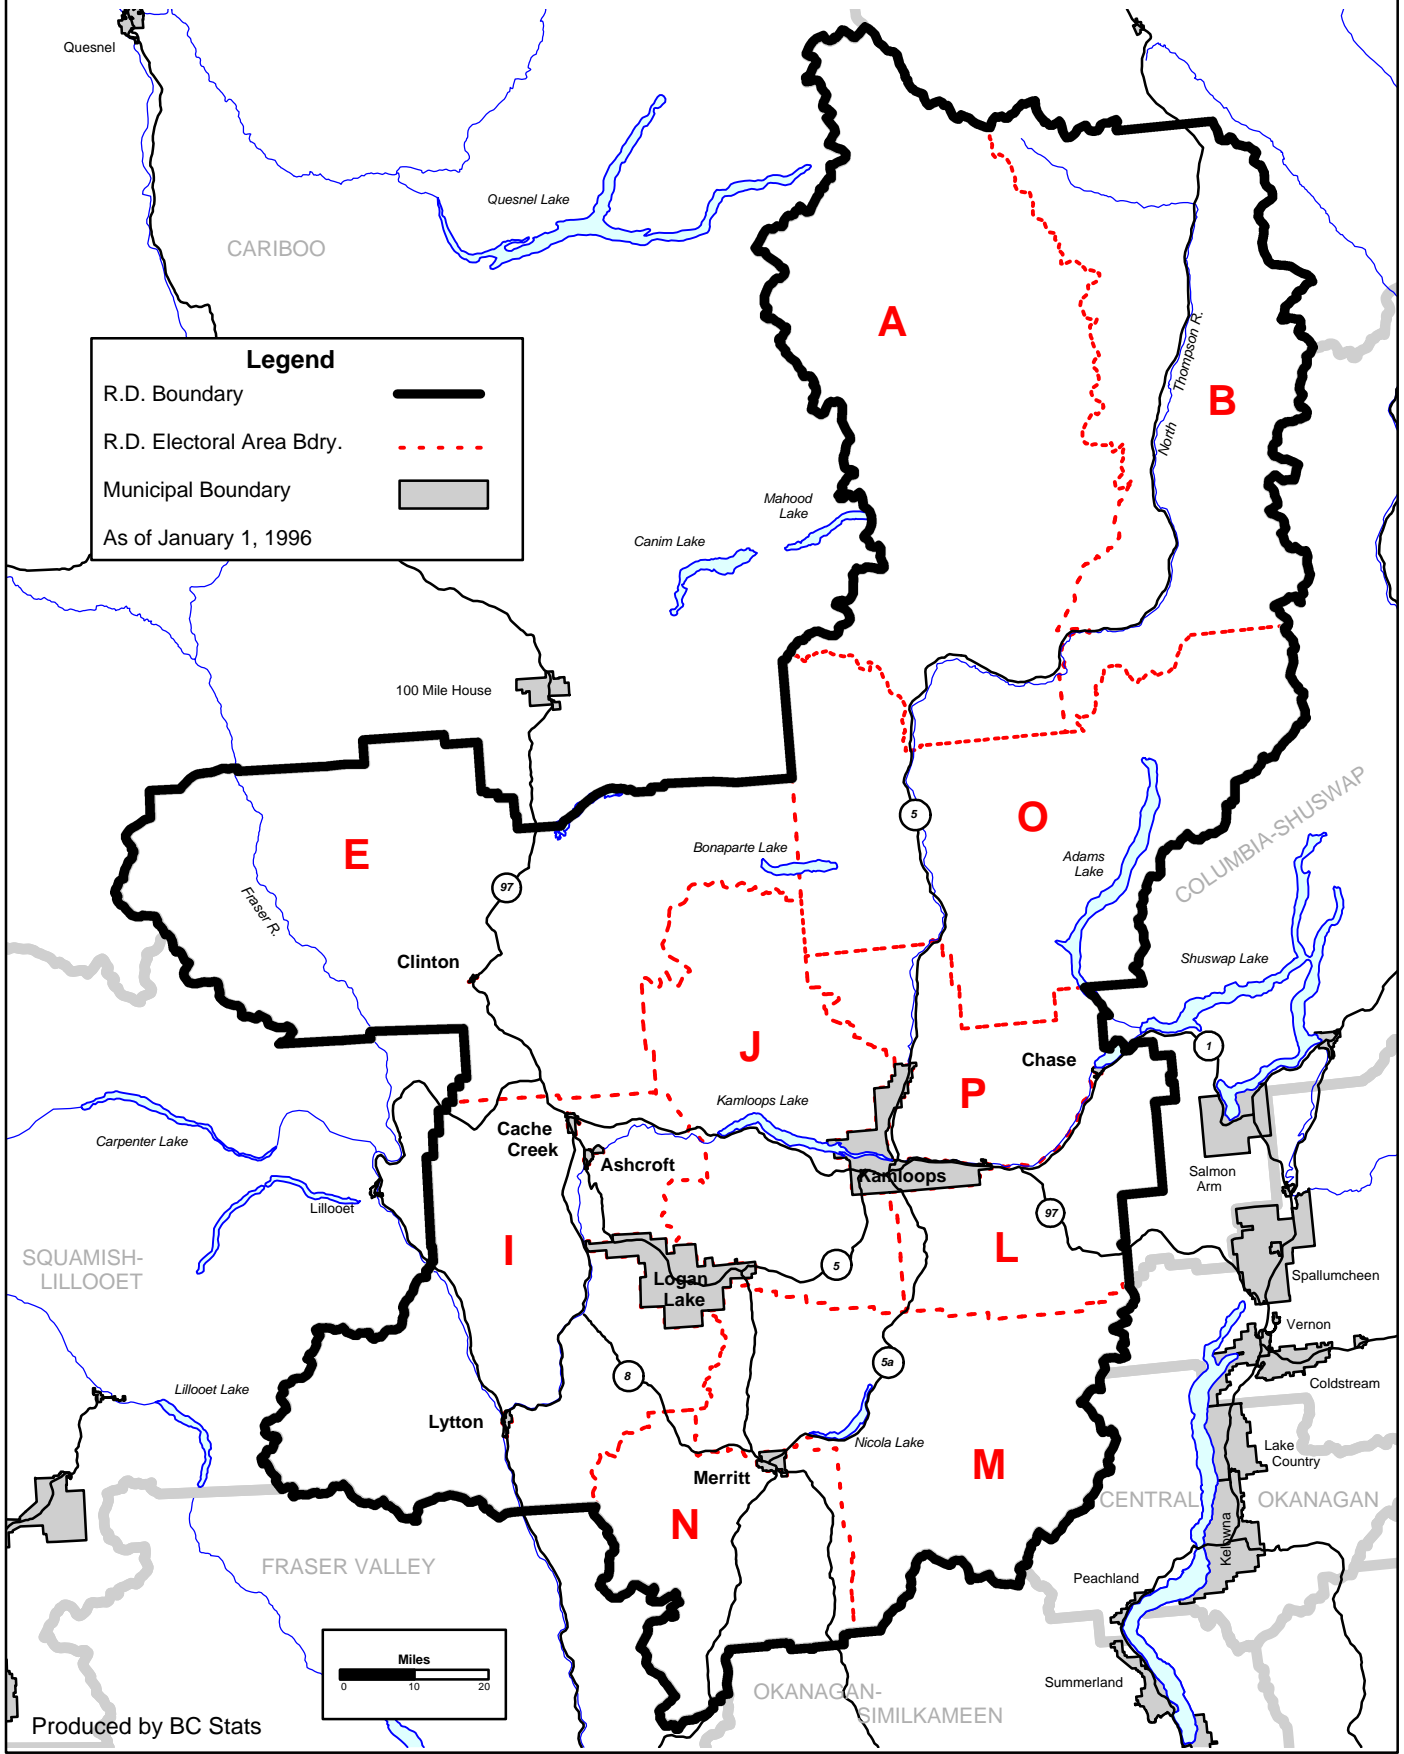 Quesnel
Quesnel Lake
CARIBOO
A
Legend
R.D. Boundary
R.D. Electoral Area Bdry.
Municipal Boundary
As of January 1, 1996
North Thompson R.
B
Mahood
Lake
Canim Lake
100 Mile House
E
5
O
Bonaparte Lake
Adams
Lake
COLUMBIA-SHUSWAP
97
Fraser R.
Clinton
Shuswap Lake
J
Chase
1
P
Kamloops Lake
Carpenter Lake
Cache
Creek
Ashcroft
Kamloops
Salmon
Arm
Lillooet
97
SQUAMISH-
LILLOOET
I
L
5
Logan
Lake
Spallumcheen
Vernon
8
5a
Lillooet Lake
Coldstream
Lytton
Nicola Lake
Lake
Country
Merritt
M
CENTRAL
OKANAGAN
N
Kelowna
FRASER VALLEY
Peachland
Miles
0 10 20
Summerland
OKANAGAN-
SIMILKAMEEN
Produced by BC Stats